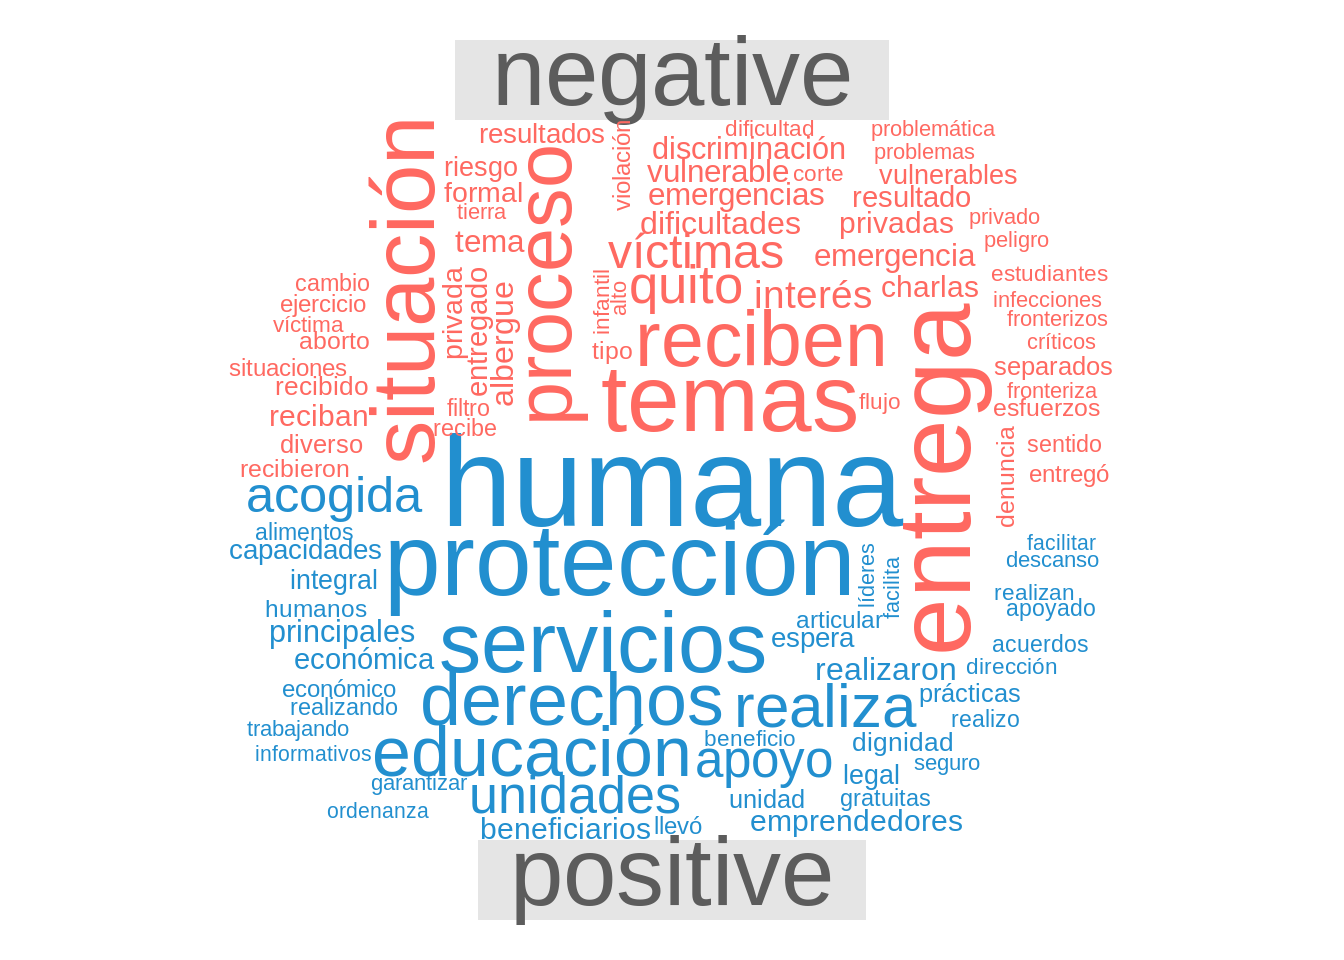 negative
resultados
dificultad
problemática
discriminación
problemas
riesgo
vulnerable
corte
vulnerables
violación
formal
emergencias
resultado
tierra
dificultades
privadas
privado
situación
proceso
tema
víctimas
peligro
emergencia
cambio
privada
entregado
albergue
infantil
alto
quito
interés
charlas
estudiantes
ejercicio
infecciones
víctima
reciben
fronterizos
aborto
tipo
críticos
situaciones
separados
recibido
temas
flujo
fronteriza
entrega
reciban
filtro
esfuerzos
recibe
diverso
sentido
recibieron
denuncia
entregó
humana
acogida
alimentos
capacidades
protección
facilitar
descanso
integral
líderes
facilita
realizan
humanos
apoyado
principales
articular
espera
servicios
acuerdos
económica
realizaron
dirección
económico
derechos
realiza
prácticas
realizando
realizo
trabajando
educación
beneficio
dignidad
informativos
apoyo
seguro
garantizar
legal
unidades
unidad
gratuitas
ordenanza
beneficiarios
llevó
emprendedores
positive